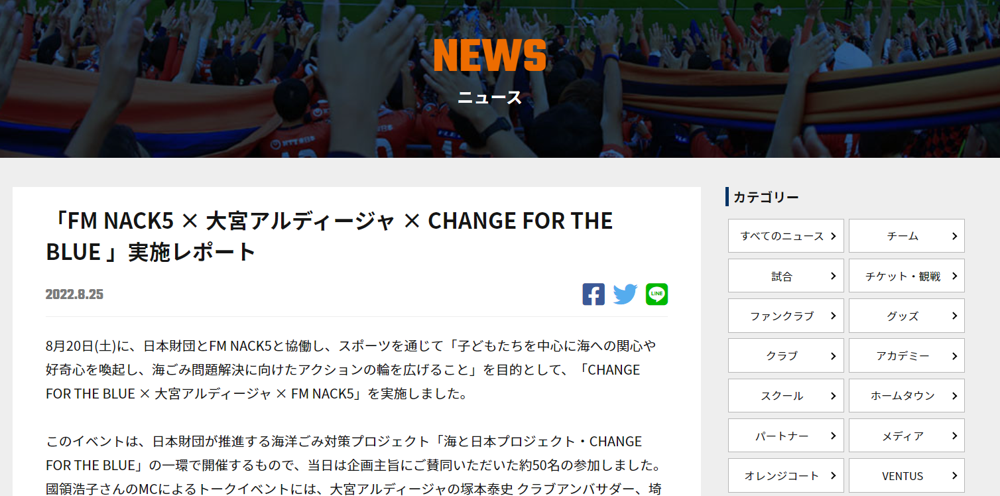 NEWS
ニュース
「FM NACK5 × 大宮アルディージャ × CHANGE FOR THE
BLUE 」実施レポート
2022.8.25
LINE
8月20日(土)に、日本財団とFM NACK5と協働し、スポーツを通じて「子どもたちを中心に海への関心や
好奇心を喚起し、海ごみ問題解決に向けたアクションの輪を広げること」を目的として、「CHANGE
FOR THE BLUE × 大宮アルディージャ × FM NACK5」を実施しました。
このイベントは、日本財団が推進する海洋ごみ対策プロジェクト「海と日本プロジェクト・CHANGE
FOR THE BLUE」の一環で開催するもので、当日は企画主旨にご賛同いただいた約50名の参加しました。
國領浩子さんのMCによるトークイベントには、大宮アルディージャの塚本泰史 クラブアンバサダー、埼
カテゴリー
すべてのニュース
チーム
試合
チケット・観戦
ファンクラブ
グッズ
クラブ
アカデミー
スクール
ホームタウン
パートナー
メディア
オレンジコート
VENTUS